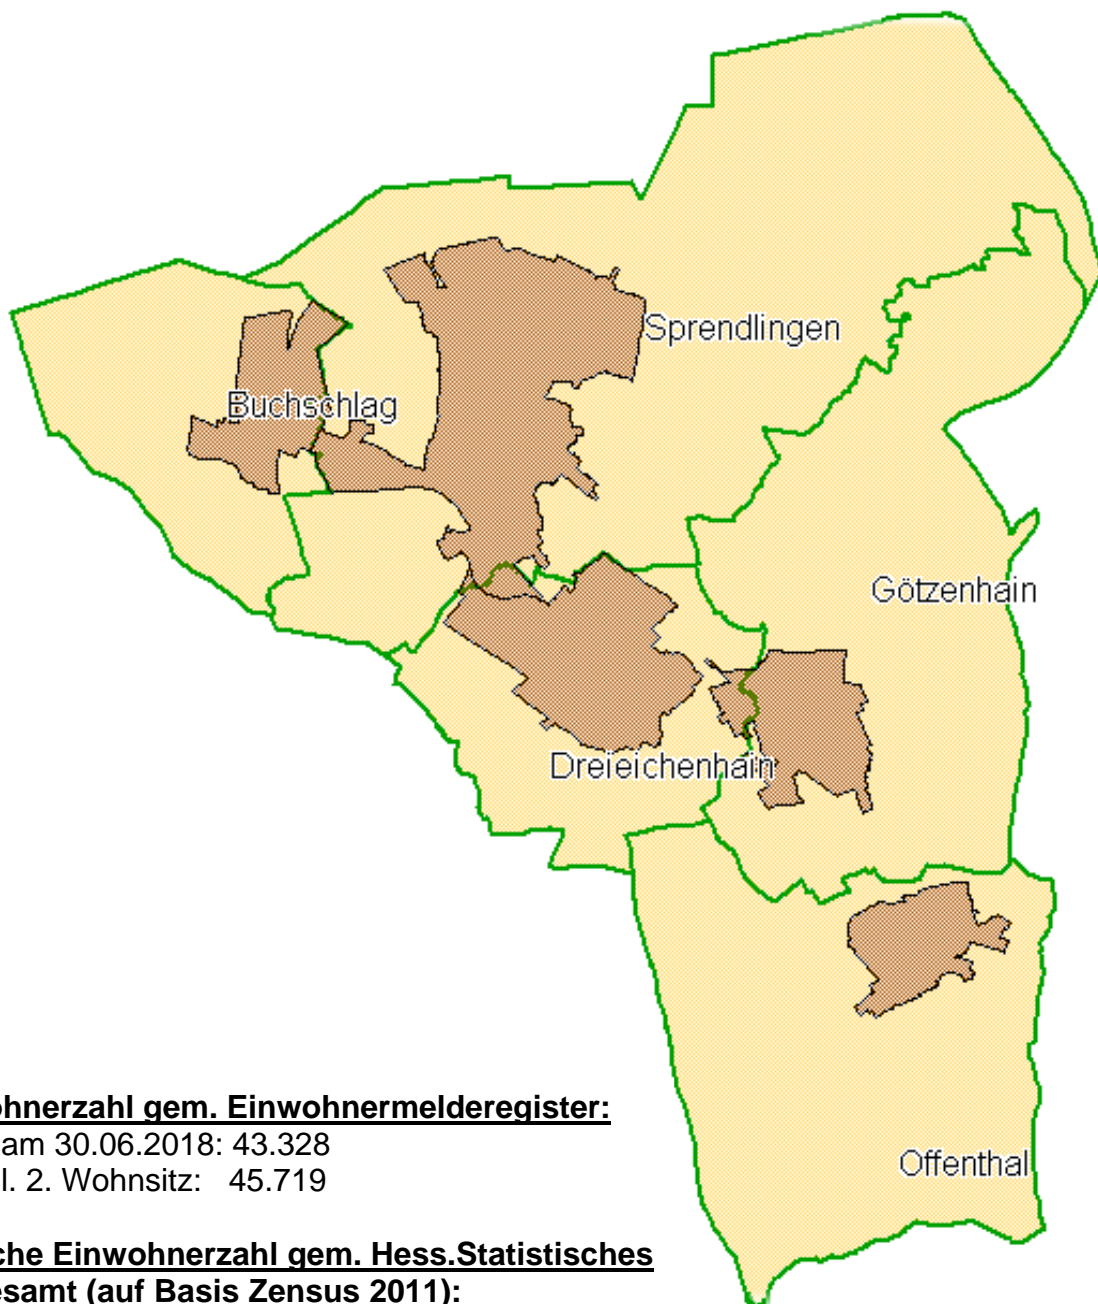 Sprendlingen
Buchschlag
Götzenhain
Dreieichenhain
ohnerzahl gem. Einwohnermelderegister:
am 30.06.2018: 43.328
l. 2. Wohnsitz: 45.719
Offenthal
che Einwohnerzahl gem. Hess.Statistisches
esamt (auf Basis Zensus 2011):